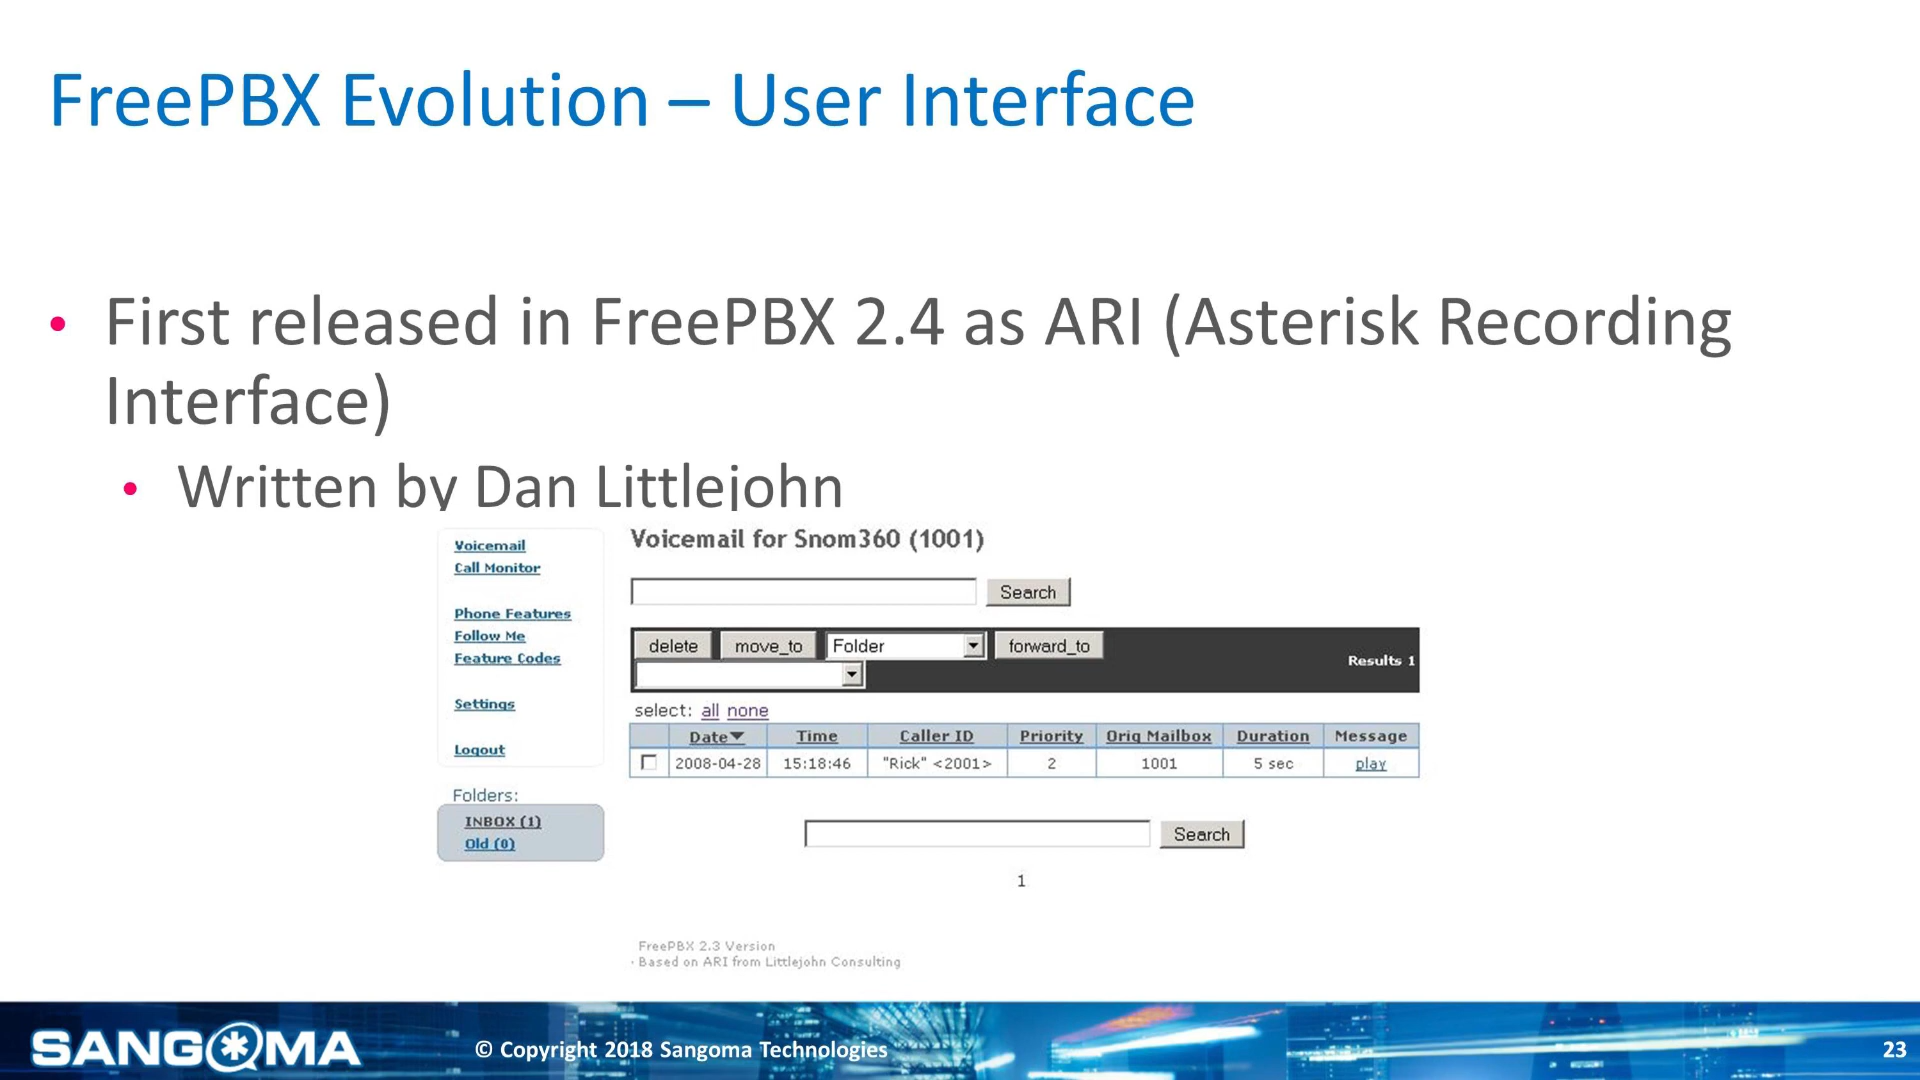 FreePBX Evolution – User Interface
• First released in FreePBX 2.4 as ARI (Asterisk Recording
Interface)
• Written by Dan Littlejohn
Voicemail
Call Monitor
Phone Features
Follow Me
Feature Codes
Settings
Logout
Folders:
INBOX (1)
Old (0)
Voicemail for Snom360 (1001)
Search
delete move_to Folder forward_to
Results 1
select: all none
Date Time Caller ID Priority Orig Mailbox Duration Message
2008-04-28 15:18:46 "Rick" <2001> 2 1001 5 sec play
Search
1
FreePBX 2.3 Version
· Based on ARI from Littlejohn Consulting
SANGOMA
© Copyright 2018 Sangoma Technologies
23